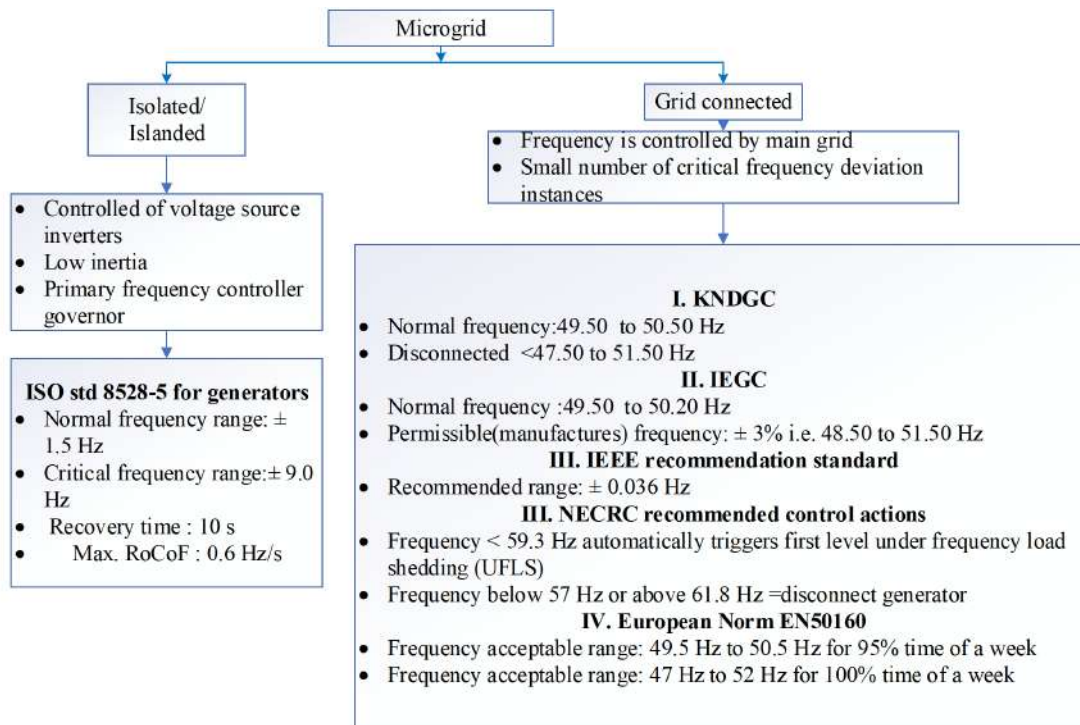 Microgrid
Isolated/
Islanded
Grid connected
• Frequency is controlled by main grid
• Small number of critical frequency deviation
instances
• Controlled of voltage source
inverters
• Low inertia
• Primary frequency controller
governor
ISO std 8528-5 for generators
• Normal frequency range: ±
1.5 Hz
• Critical frequency range:± 9.0
Hz
• Recovery time : 10 s
• Max. RoCoF : 0.6 Hz/s
I. KNDGC
• Normal frequency:49.50 to 50.50 Hz
• Disconnected <47.50 to 51.50 Hz
II. IEGC
• Normal frequency :49.50 to 50.20 Hz
• Permissible(manufactures) frequency: ± 3% i.e. 48.50 to 51.50 Hz
III. IEEE recommendation standard
• Recommended range: ± 0.036 Hz
III. NECRC recommended control actions
• Frequency < 59.3 Hz automatically triggers first level under frequency load
shedding (UFLS)
• Frequency below 57 Hz or above 61.8 Hz =disconnect generator
IV. European Norm EN50160
• Frequency acceptable range: 49.5 Hz to 50.5 Hz for 95% time of a week
• Frequency acceptable range: 47 Hz to 52 Hz for 100% time of a week